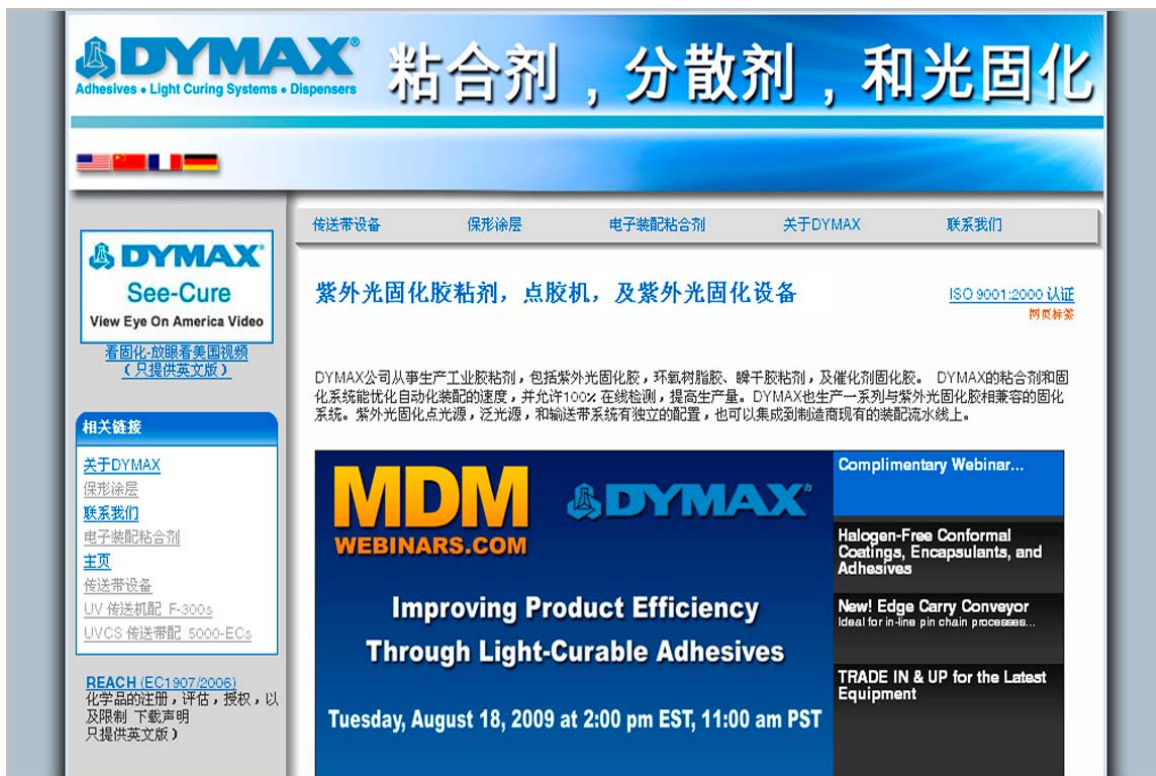 DYMAX®
Adhesives • Light Curing Systems • Dispensers
粘合剂，分散剂，和光固化
传送带设备 保形涂层 电子装配粘合剂 关于DYMAX 联系我们
DYMAX®
See-Cure
View Eye On America Video
看固化-放眼看美国视频
（只提供英文版）
相关链接
关于DYMAX
保形涂层
联系我们
电子装配粘合剂
主页
传送带设备
UV 传送机配 F-300s
UVCS 传送带配 5000-ECs
REACH (EC1907/2006)
化学品的注册，评估，授权，以
及限制 下载声明
只提供英文版）
紫外光固化胶粘剂，点胶机，及紫外光固化设备
ISO 9001:2000 认证
网页标签
DYMAX公司从事生产工业胶粘剂，包括紫外光固化胶，环氧树脂胶、瞬干胶粘剂，及催化剂固化胶。 DYMAX的粘合剂和固
化系统能优化自动化装配的速度，并允许100% 在线检测，提高生产量。DYMAX也生产一系列与紫外光固化胶相兼容的固化
系统。紫外光固化点光源，泛光源，和输送带系统有独立的配置，也可以集成到制造商现有的装配流水线上。
MDM
WEBINARS.COM
DYMAX®
Improving Product Efficiency
Through Light-Curable Adhesives
Tuesday, August 18, 2009 at 2:00 pm EST, 11:00 am PST
Complimentary Webinar...
Halogen-Free Conformal
Coatings, Encapsulants, and
Adhesives
New! Edge Carry Conveyor
Ideal for in-line pin chain processes...
TRADE IN & UP for the Latest
Equipment